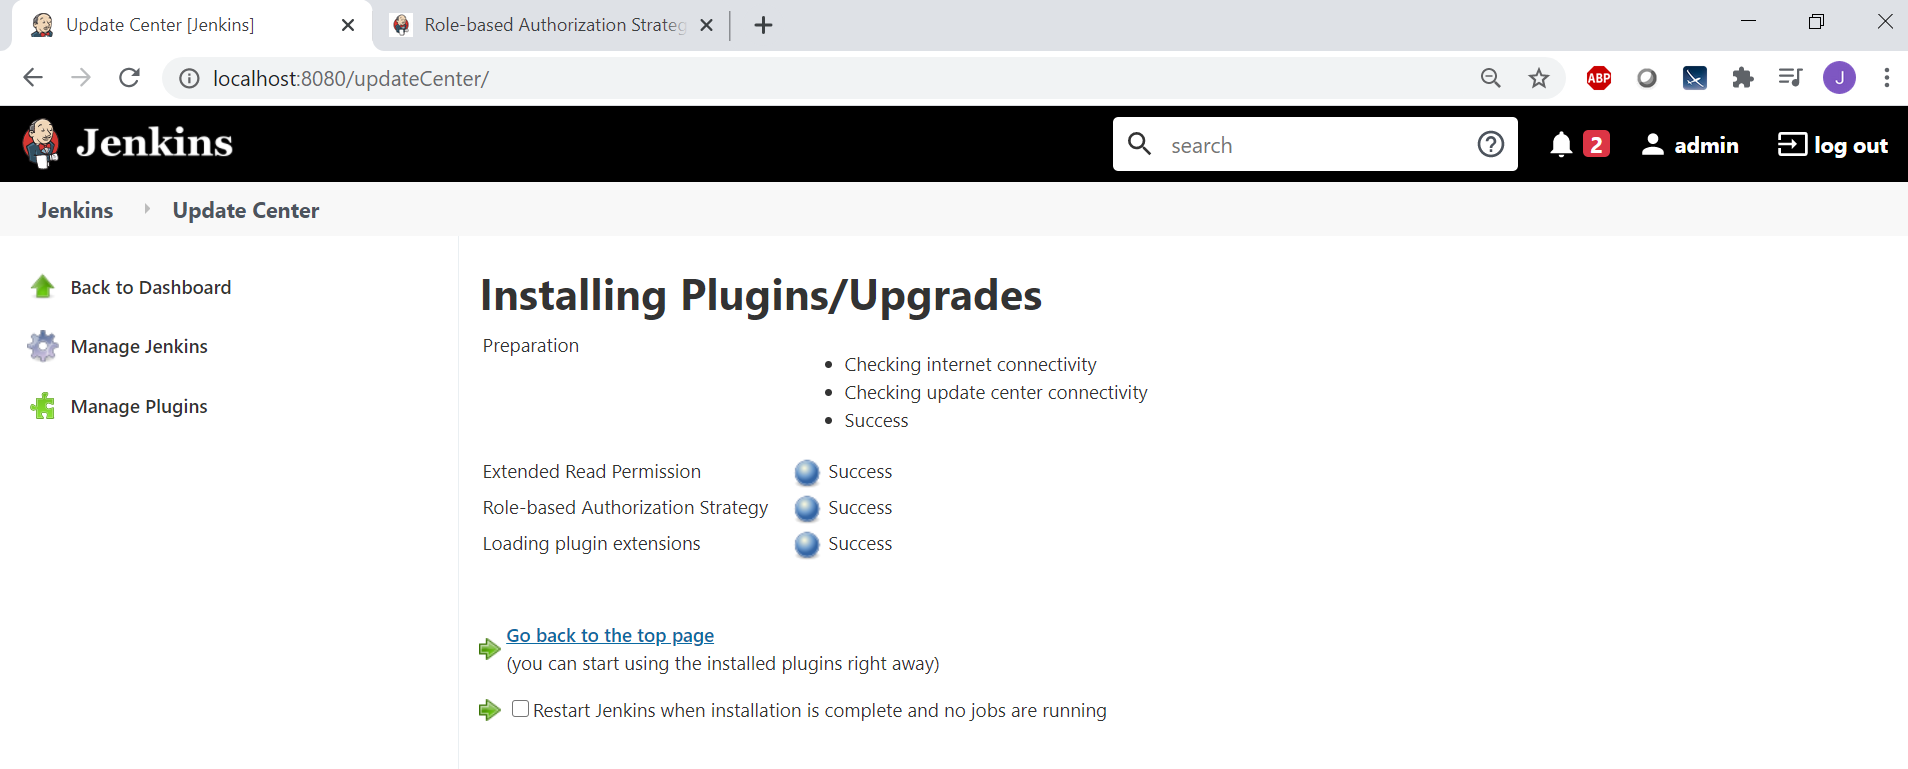 Update Center [Jenkins]
Role-based Authorization Strateg
localhost:8080/updateCenter/
ABP
J
Jenkins
search
2
admin
log out
Jenkins
Update Center
Back to Dashboard
Manage Jenkins
Manage Plugins
Installing Plugins/Upgrades
Preparation
Checking internet connectivity
Checking update center connectivity
Success
Extended Read Permission
Success
Role-based Authorization Strategy
Success
Loading plugin extensions
Success
Go back to the top page
(you can start using the installed plugins right away)
Restart Jenkins when installation is complete and no jobs are running